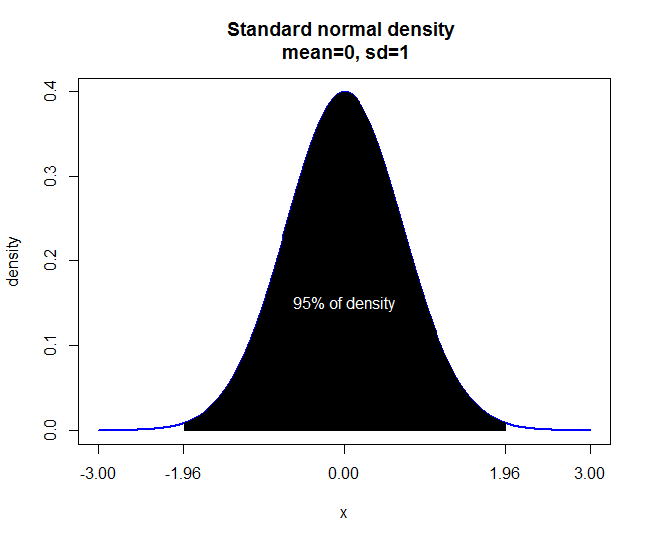 Standard normal density
mean=0, sd=1
0.4
0.3
0.2
0.1
0.0
density
95% of density
-3.00 -1.96 0.00 1.96 3.00
x